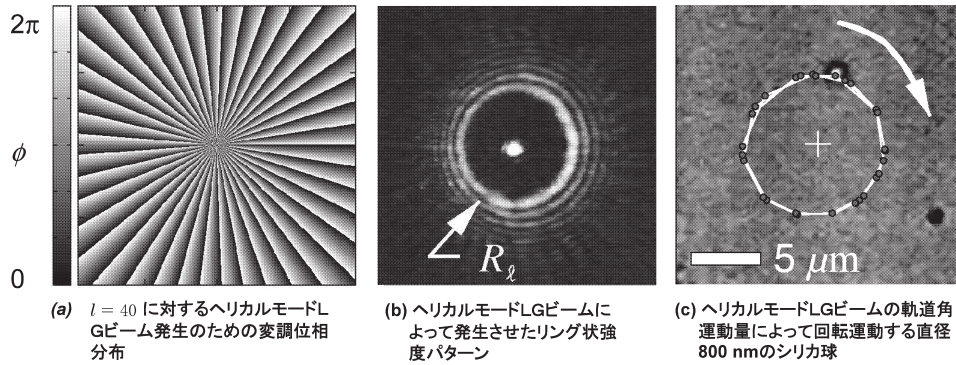 2π
ϕ
0
R_ℓ
5 μm
(a) l = 40 に対するヘリカルモードL
Gビーム発生のための変調位相
分布
(b) ヘリカルモードLGビームに
よって発生させたリング状強
度パターン
(c) ヘリカルモードLGビームの軌道角
運動量によって回転運動する直径
800 nmのシリカ球